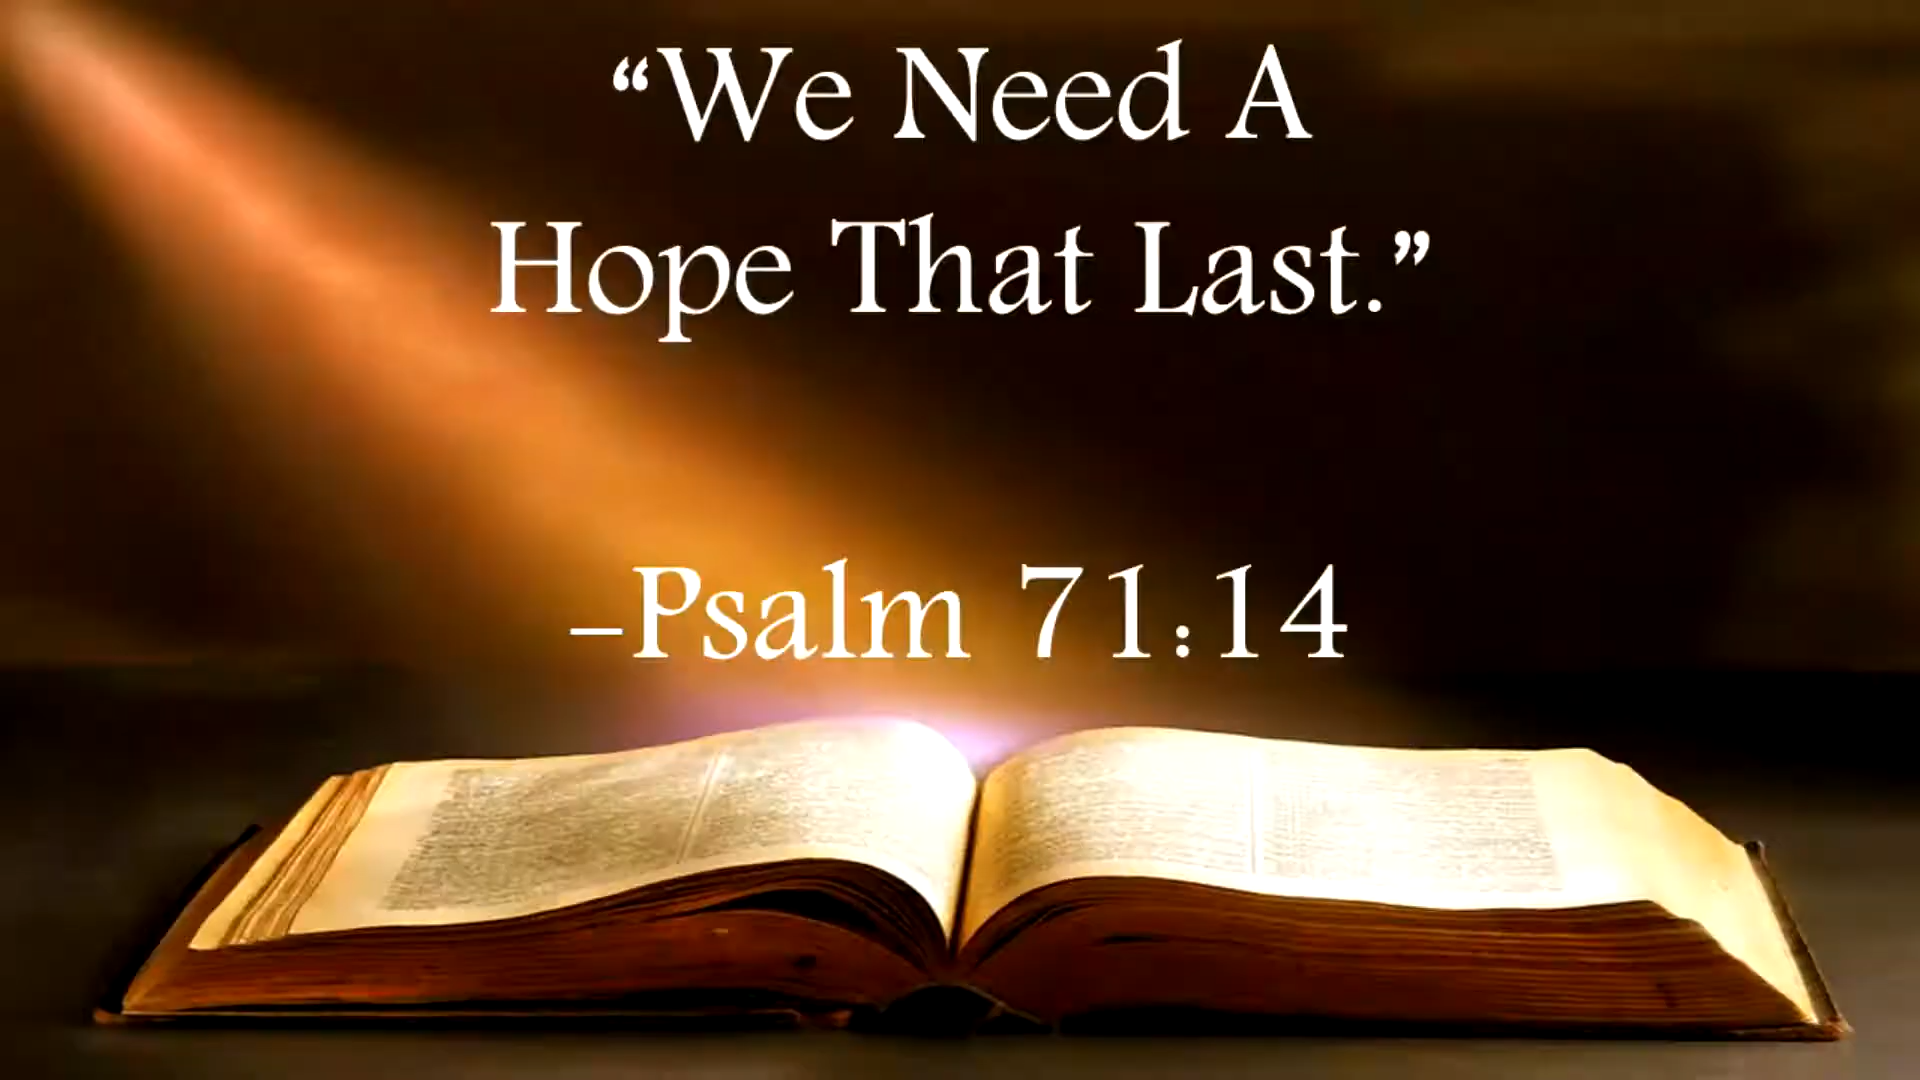 “We Need A
Hope That Last.”
–Psalm 71:14